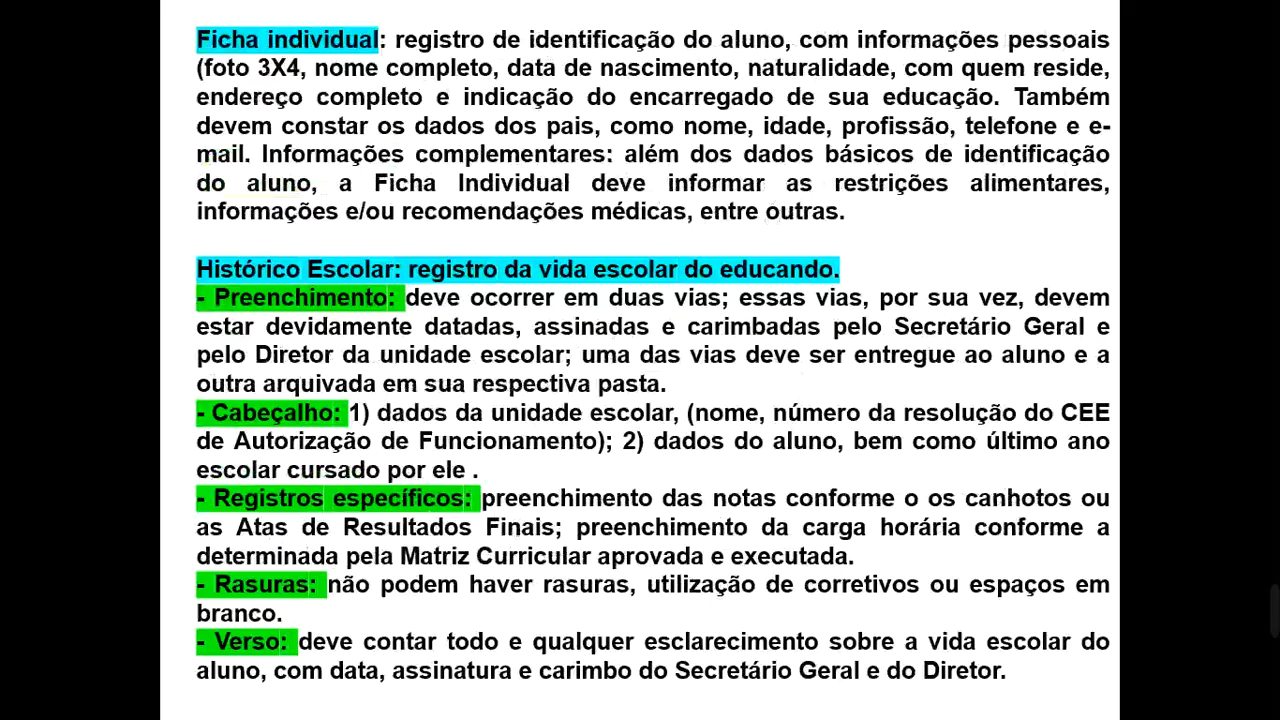 Ficha individual: registro de identificação do aluno, com informações pessoais
(foto 3X4, nome completo, data de nascimento, naturalidade, com quem reside,
endereço completo e indicação do encarregado de sua educação. Também
devem constar os dados dos pais, como nome, idade, profissão, telefone e e-
mail. Informações complementares: além dos dados básicos de identificação
do aluno, a Ficha Individual deve informar as restrições alimentares,
informações e/ou recomendações médicas, entre outras.
Histórico Escolar: registro da vida escolar do educando.
- Preenchimento: deve ocorrer em duas vias; essas vias, por sua vez, devem
estar devidamente datadas, assinadas e carimbadas pelo Secretário Geral e
pelo Diretor da unidade escolar; uma das vias deve ser entregue ao aluno e a
outra arquivada em sua respectiva pasta.
- Cabeçalho: 1) dados da unidade escolar, (nome, número da resolução do CEE
de Autorização de Funcionamento); 2) dados do aluno, bem como último ano
escolar cursado por ele .
- Registros específicos: preenchimento das notas conforme o os canhotos ou
as Atas de Resultados Finais; preenchimento da carga horária conforme a
determinada pela Matriz Curricular aprovada e executada.
- Rasuras: não podem haver rasuras, utilização de corretivos ou espaços em
branco.
- Verso: deve contar todo e qualquer esclarecimento sobre a vida escolar do
aluno, com data, assinatura e carimbo do Secretário Geral e do Diretor.